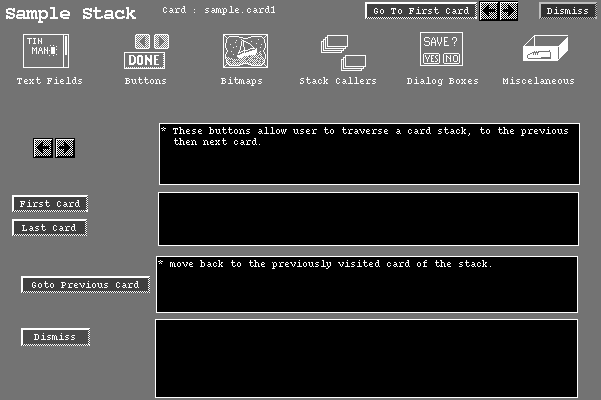 Sample Stack
Card : sample.card1
Go To First Card
Dismiss
TIN
MAN
DONE
SAVE?
YES NO
Text Fields
Buttons
Bitmaps
Stack Callers
Dialog Boxes
Miscelaneous
* These buttons allow user to traverse a card stack, to the previous
then next card.
First Card
Last Card
* move back to the previously visited card of the stack.
Goto Previous Card
Dismiss